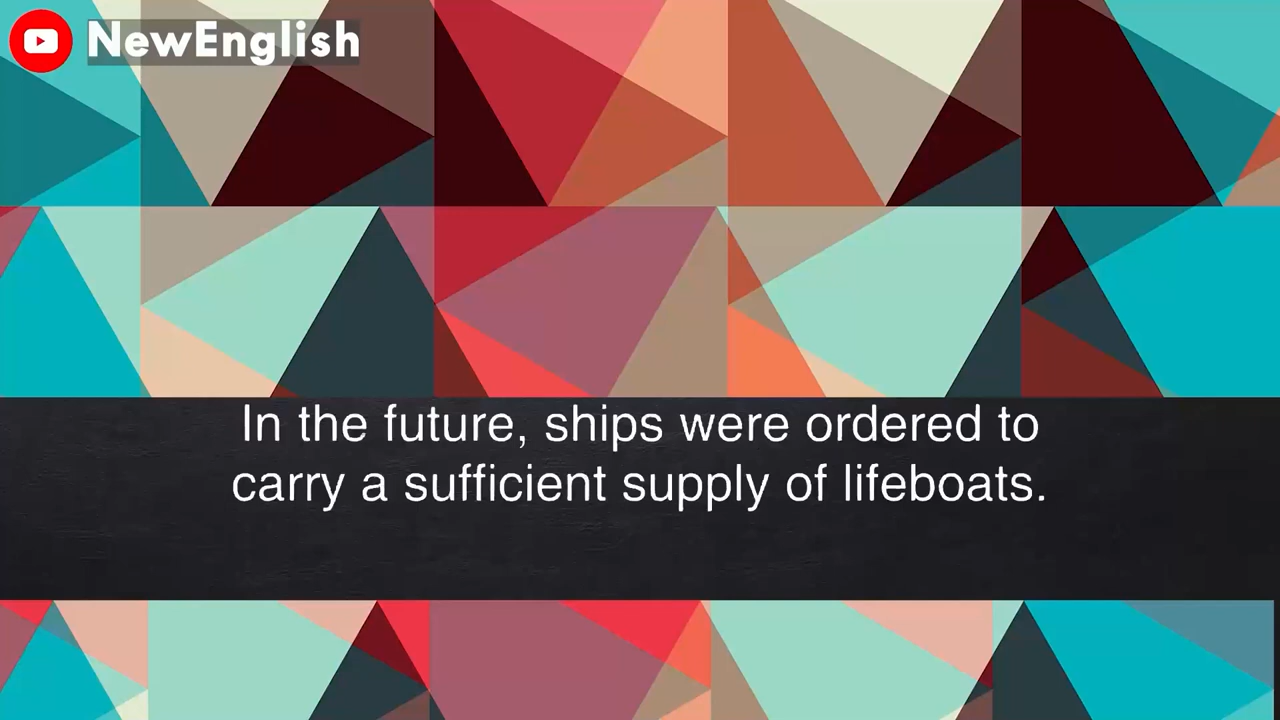 NewEnglish
In the future, ships were ordered to
carry a sufficient supply of lifeboats.